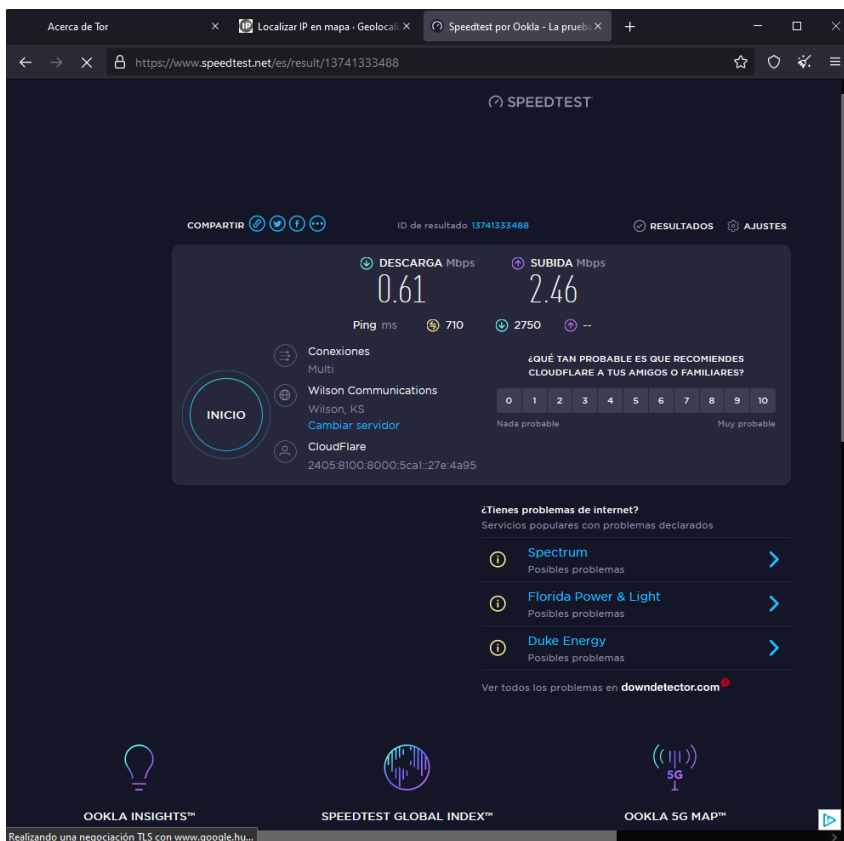 Acerca de Tor
Localizar IP en mapa · Geolocali
Speedtest por Ookla - La prueba
https://www.speedtest.net/es/result/13741333488
SPEEDTEST
COMPARTIR
ID de resultado 13741333488
RESULTADOS
AJUSTES
DESCARGA Mbps
SUBIDA Mbps
0.61
2.46
Ping ms 710 2750 --
Conexiones
Multi
¿QUÉ TAN PROBABLE ES QUE RECOMIENDES CLOUDFLARE A TUS AMIGOS O FAMILIARES?
0 1 2 3 4 5 6 7 8 9 10
Nada probable
Muy probable
INICIO
Wilson Communications
Wilson, KS
Cambiar servidor
CloudFlare
2405:8100:8000:5ca1::27e:4a95
¿Tienes problemas de internet?
Servicios populares con problemas declarados
Spectrum
Posibles problemas
Florida Power & Light
Posibles problemas
Duke Energy
Posibles problemas
Ver todos los problemas en downdetector.com
5G
OOKLA INSIGHTS™
SPEEDTEST GLOBAL INDEX™
OOKLA 5G MAP™
Realizando una negociación TLS con www.google.hu...